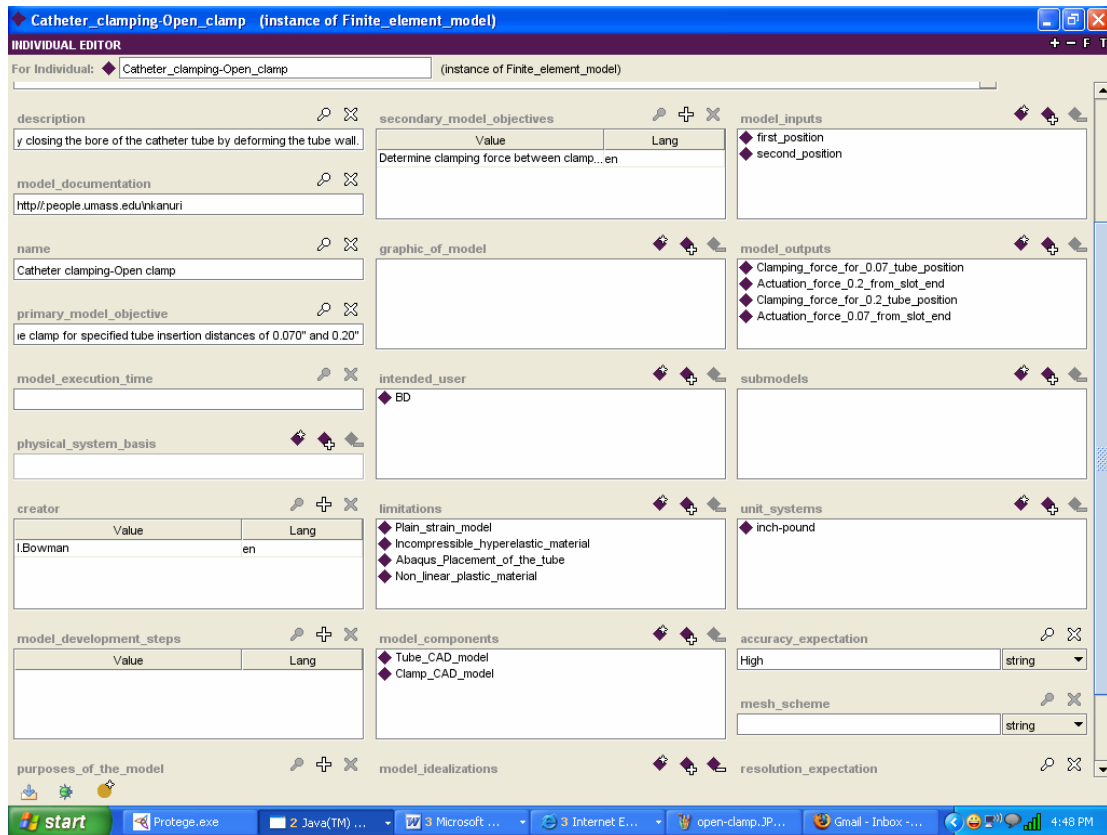 Catheter_clamping-Open_clamp (instance of Finite_element_model)
INDIVIDUAL EDITOR
+ − F T
For Individual: Catheter_clamping-Open_clamp (instance of Finite_element_model)
description
y closing the bore of the catheter tube by deforming the tube wall.
model_documentation
http//:people.umass.edu\nkanuri
name
Catheter clamping-Open clamp
primary_model_objective
ie clamp for specified tube insertion distances of 0.070" and 0.20"
model_execution_time
physical_system_basis
creator
Value Lang
I.Bowman en
model_development_steps
Value Lang
purposes_of_the_model
secondary_model_objectives
Value Lang
Determine clamping force between clamp... en
graphic_of_model
intended_user
BD
limitations
Plain_strain_model
Incompressible_hyperelastic_material
Abaqus_Placement_of_the_tube
Non_linear_plastic_material
model_components
Tube_CAD_model
Clamp_CAD_model
model_idealizations
model_inputs
first_position
second_position
model_outputs
Clamping_force_for_0.07_tube_position
Actuation_force_0.2_from_slot_end
Clamping_force_for_0.2_tube_position
Actuation_force_0.07_from_slot_end
submodels
unit_systems
inch-pound
accuracy_expectation
High string
mesh_scheme
string
resolution_expectation
start
Protege.exe
2 Java(TM) ...
3 Microsoft ...
3 Internet E...
open-clamp.JP...
Gmail - Inbox -...
4:48 PM